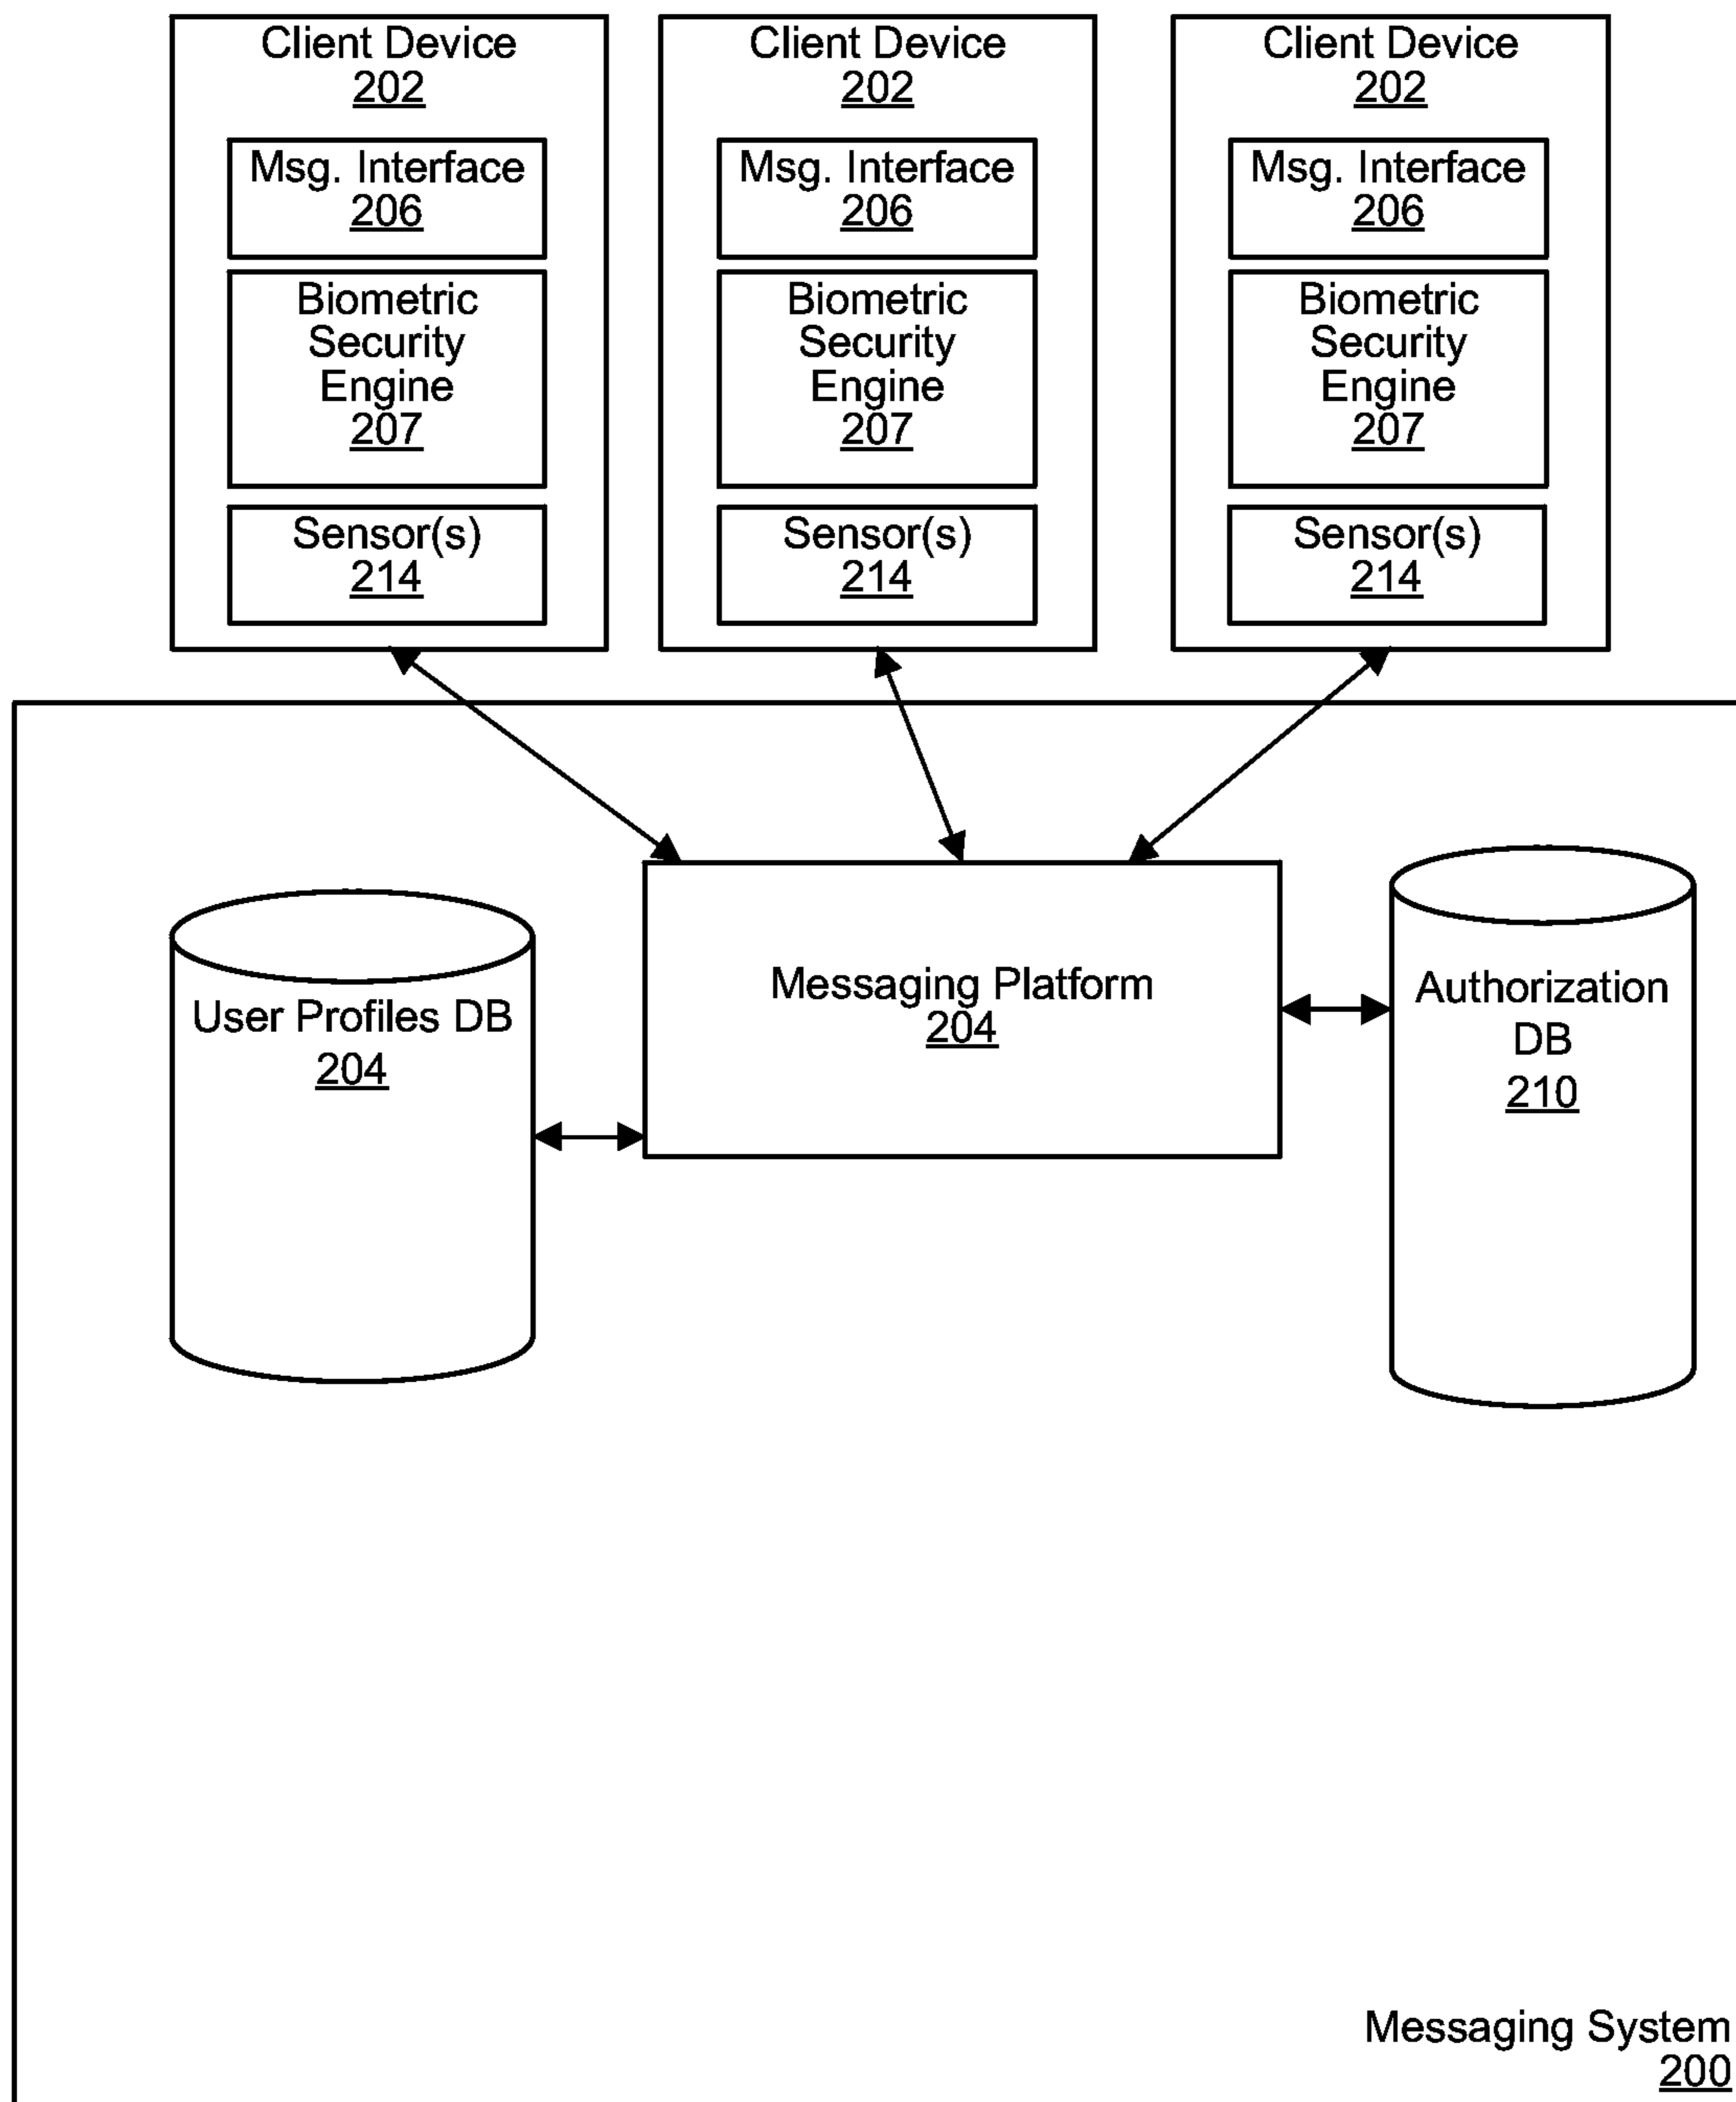 Client Device
202
Msg. Interface
206
Biometric
Security
Engine
207
Sensor(s)
214
Client Device
202
Msg. Interface
206
Biometric
Security
Engine
207
Sensor(s)
214
Client Device
202
Msg. Interface
206
Biometric
Security
Engine
207
Sensor(s)
214
User Profiles DB
204
Messaging Platform
204
Authorization
DB
210
Messaging System
200